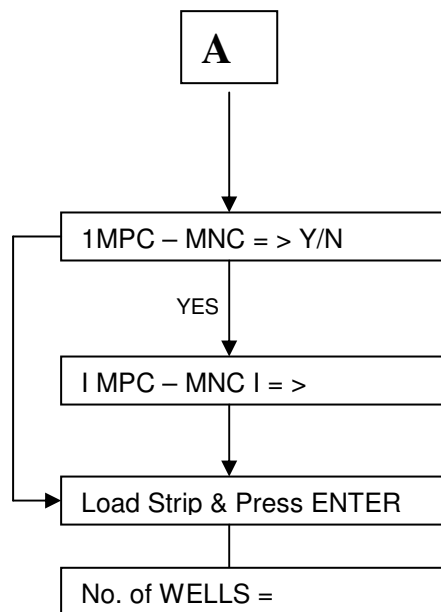 A
1MPC – MNC = > Y/N
YES
I MPC – MNC I = >
Load Strip & Press ENTER
No. of WELLS =